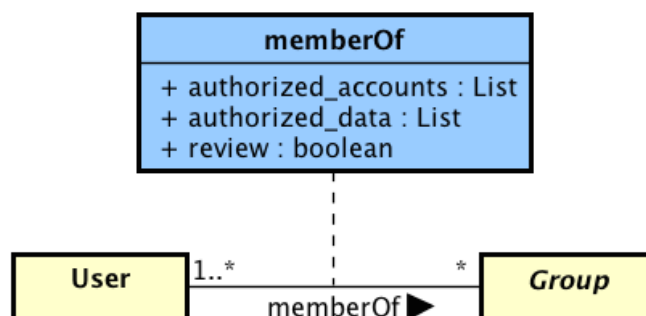 memberOf
+ authorized_accounts : List
+ authorized_data : List
+ review : boolean
User 1..* * Group
memberOf ▶